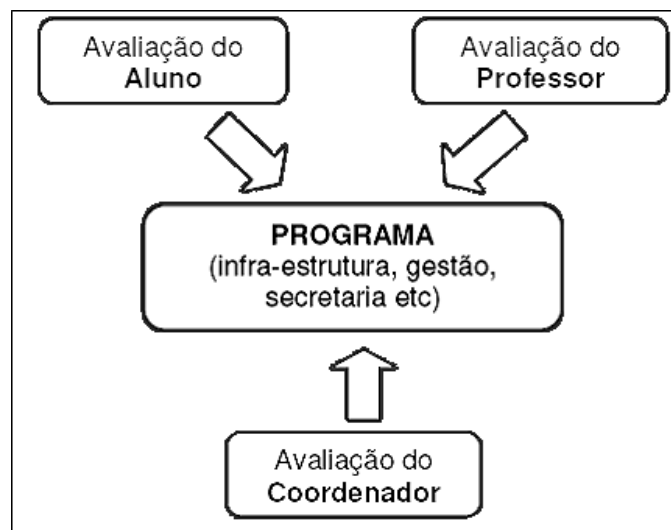 Avaliação do
Aluno
Avaliação do
Professor
PROGRAMA
(infra-estrutura, gestão,
secretaria etc)
Avaliação do
Coordenador